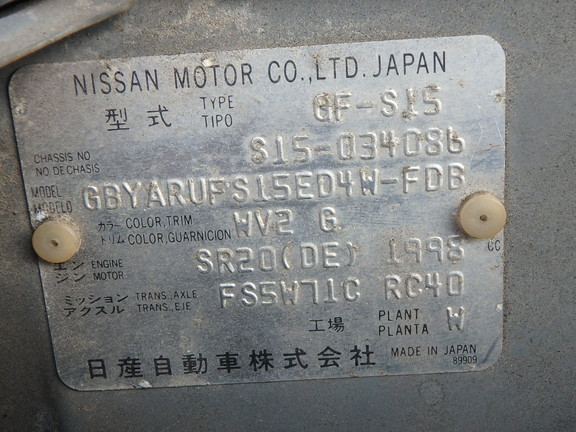 NISSAN MOTOR CO.,LTD. JAPAN
型式 TYPE TIPO GF-S15
CHASSIS NO
NO DE CHASIS S15-034086
MODEL
MODELO GBYARUFS15ED4W-FDB
カラー COLOR,TRIM
トリム COLOR,GUARNICION WV2 G
エンジン ENGINE MOTOR SR20(DE) 1998 CC
ミッション TRANS.,AXLE
アクスル TRANS.,EJE FS5W71C RC40
工場 PLANT PLANTA W
日産自動車株式会社 MADE IN JAPAN
89909